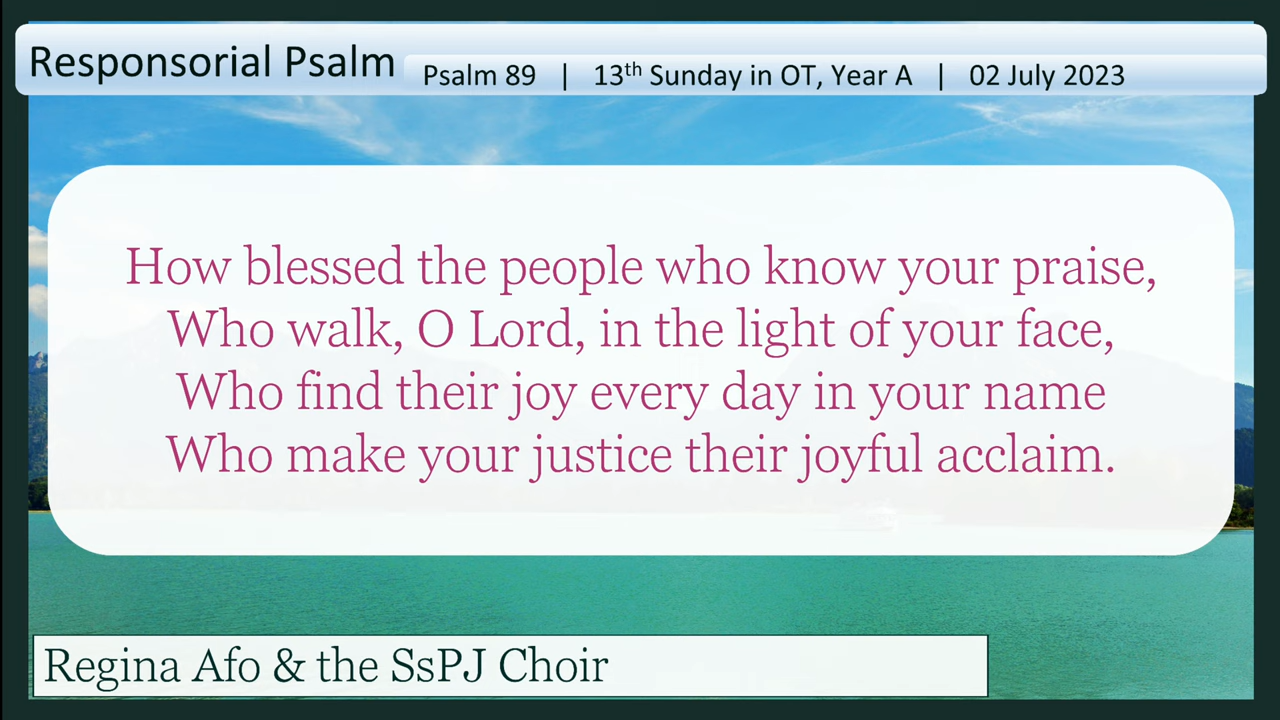 Responsorial Psalm
Psalm 89 | 13th Sunday in OT, Year A | 02 July 2023
How blessed the people who know your praise,
Who walk, O Lord, in the light of your face,
Who find their joy every day in your name
Who make your justice their joyful acclaim.
Regina Afo & the SsPJ Choir